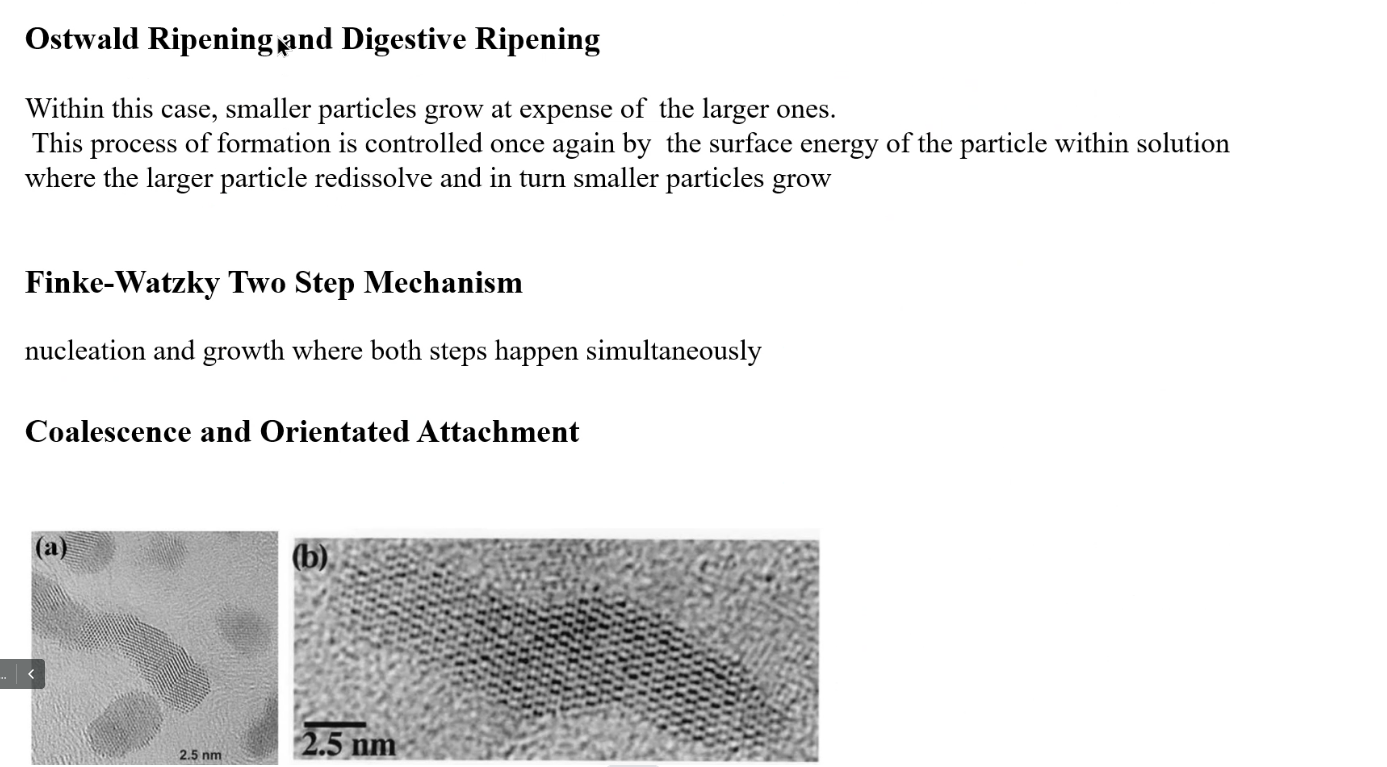 Ostwald Ripening and Digestive Ripening
Within this case, smaller particles grow at expense of the larger ones.
This process of formation is controlled once again by the surface energy of the particle within solution
where the larger particle redissolve and in turn smaller particles grow
Finke-Watzky Two Step Mechanism
nucleation and growth where both steps happen simultaneously
Coalescence and Orientated Attachment
(a)
2.5 nm
(b)
2.5 nm